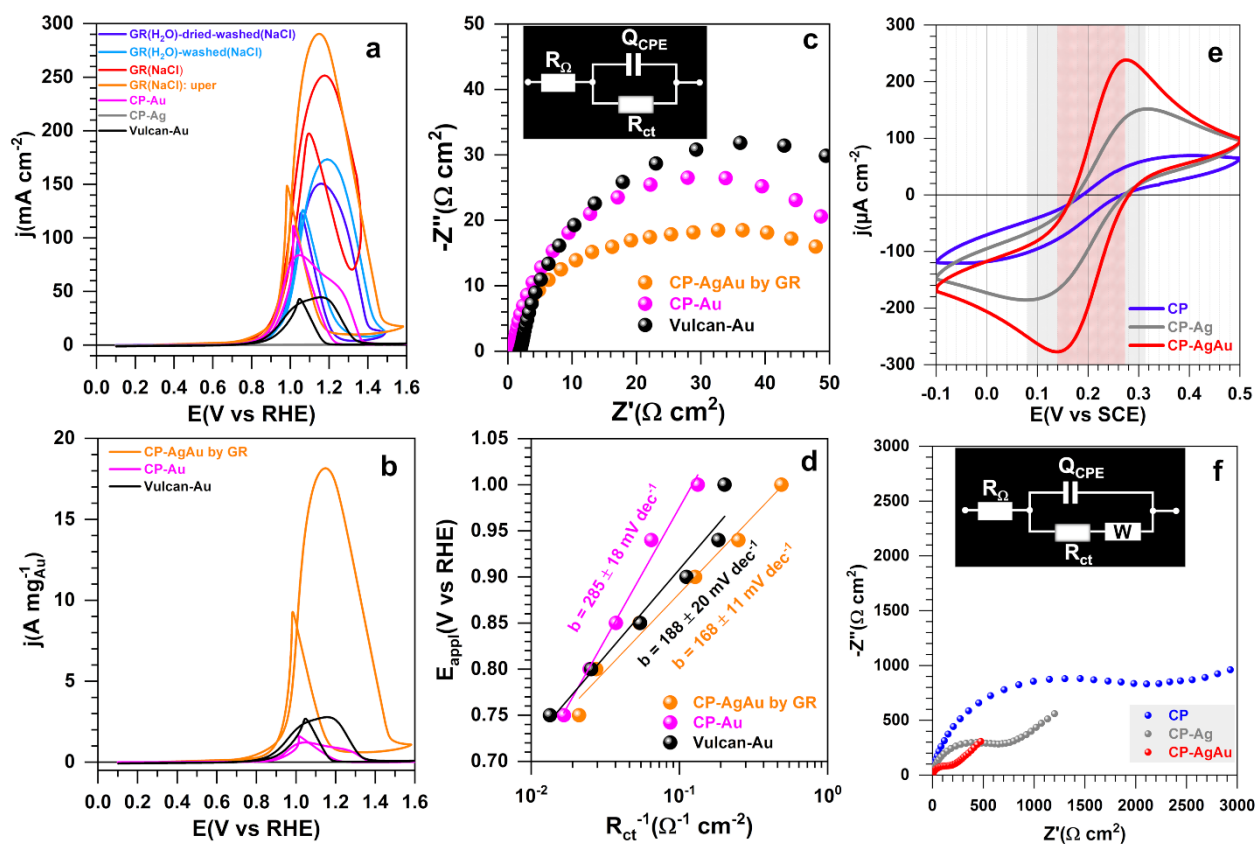 a
GR(H₂O)-dried-washed(NaCl)
GR(H₂O)-washed(NaCl)
GR(NaCl)
GR(NaCl): uper
CP-Au
CP-Ag
Vulcan-Au
j(mA cm⁻²)
300
250
200
150
100
50
0
0.0 0.2 0.4 0.6 0.8 1.0 1.2 1.4 1.6
E(V vs RHE)
c
R_Ω
Q_CPE
R_ct
-Z''(Ω cm²)
50
40
30
20
10
0
CP-AgAu by GR
CP-Au
Vulcan-Au
0 10 20 30 40 50
Z'(Ω cm²)
e
j(µA cm⁻²)
300
200
100
0
-100
-200
-300
CP
CP-Ag
CP-AgAu
-0.1 0.0 0.1 0.2 0.3 0.4 0.5
E(V vs SCE)
b
CP-AgAu by GR
CP-Au
Vulcan-Au
j(A mg⁻¹_Au)
20
15
10
5
0
0.0 0.2 0.4 0.6 0.8 1.0 1.2 1.4 1.6
E(V vs RHE)
d
E_appl(V vs RHE)
1.05
1.00
0.95
0.90
0.85
0.80
0.75
0.70
b = 285 ± 18 mV dec⁻¹
b = 188 ± 20 mV dec⁻¹
b = 168 ± 11 mV dec⁻¹
CP-AgAu by GR
CP-Au
Vulcan-Au
10⁻² 10⁻¹ 10⁰
R_ct⁻¹(Ω⁻¹ cm⁻²)
f
R_Ω
Q_CPE
R_ct
W
-Z''(Ω cm²)
3000
2500
2000
1500
1000
500
0
CP
CP-Ag
CP-AgAu
0 500 1000 1500 2000 2500 3000
Z'(Ω cm²)